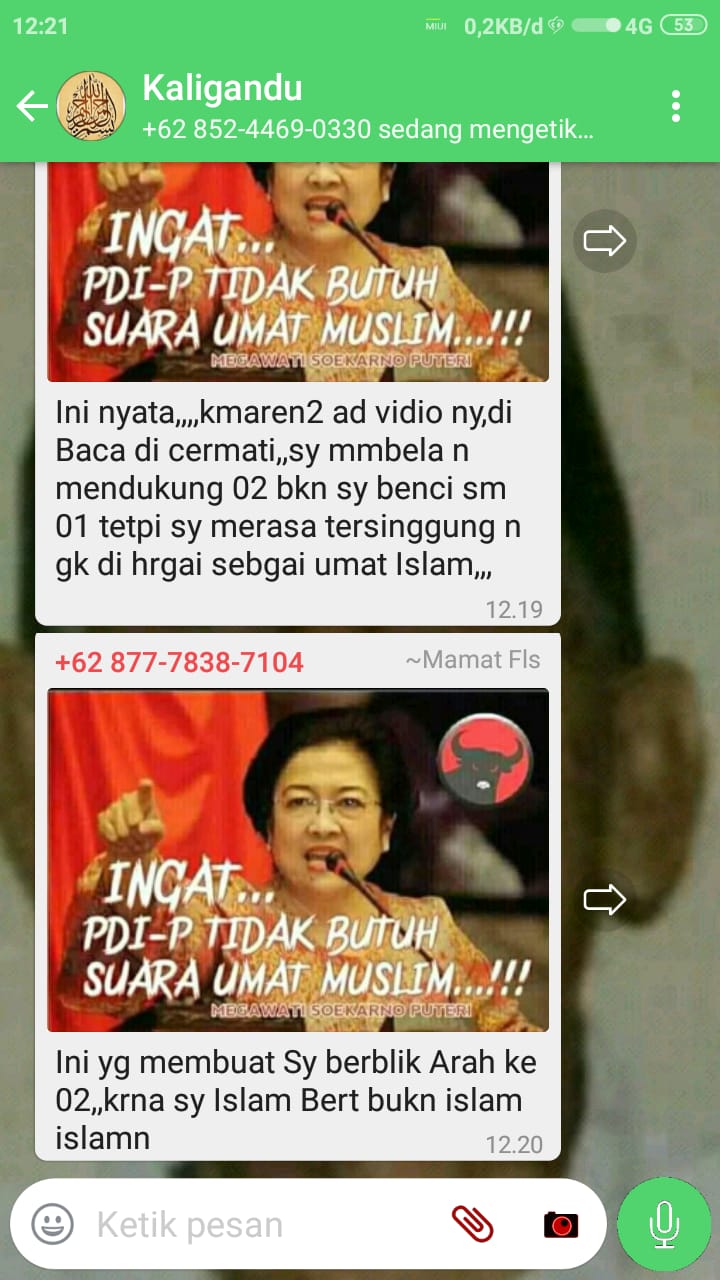 12:21
MIUI 0,2KB/d 4G 53
Kaligandu
+62 852-4469-0330 sedang mengetik...
INGAT...
PDI-P TIDAK BUTUH
SUARA UMAT MUSLIM....!!!
MEGAWATI SOEKARNO PUTERI
Ini nyata,,,,kmaren2 ad vidio ny,di
Baca di cermati,,sy mmbela n
mendukung 02 bkn sy benci sm
01 tetpi sy merasa tersinggung n
gk di hrgai sebgai umat Islam,,,
12.19
+62 877-7838-7104 ~Mamat Fls
INGAT...
PDI-P TIDAK BUTUH
SUARA UMAT MUSLIM....!!!
MEGAWATI SOEKARNO PUTERI
Ini yg membuat Sy berblik Arah ke
02,,krna sy Islam Bert bukn islam
islamn
12.20
Ketik pesan